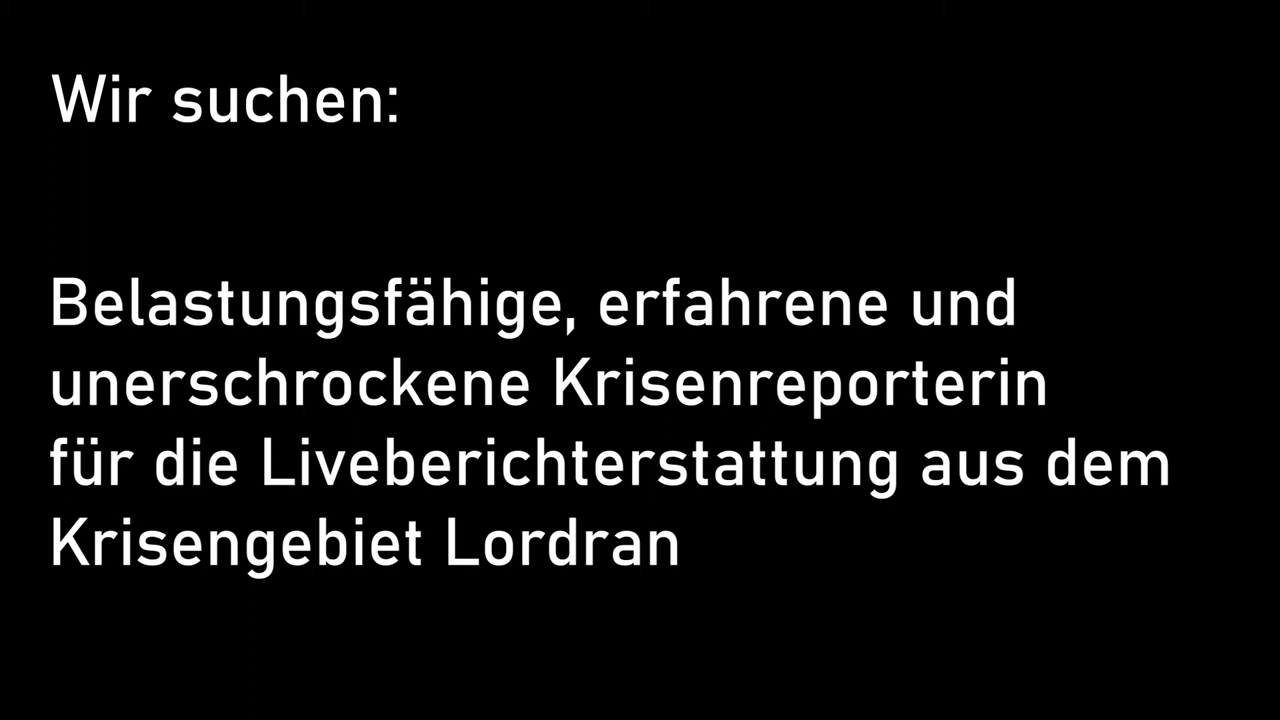 Wir suchen:
Belastungsfähige, erfahrene und
unerschrockene Krisenreporterin
für die Liveberichterstattung aus dem
Krisengebiet Lordran